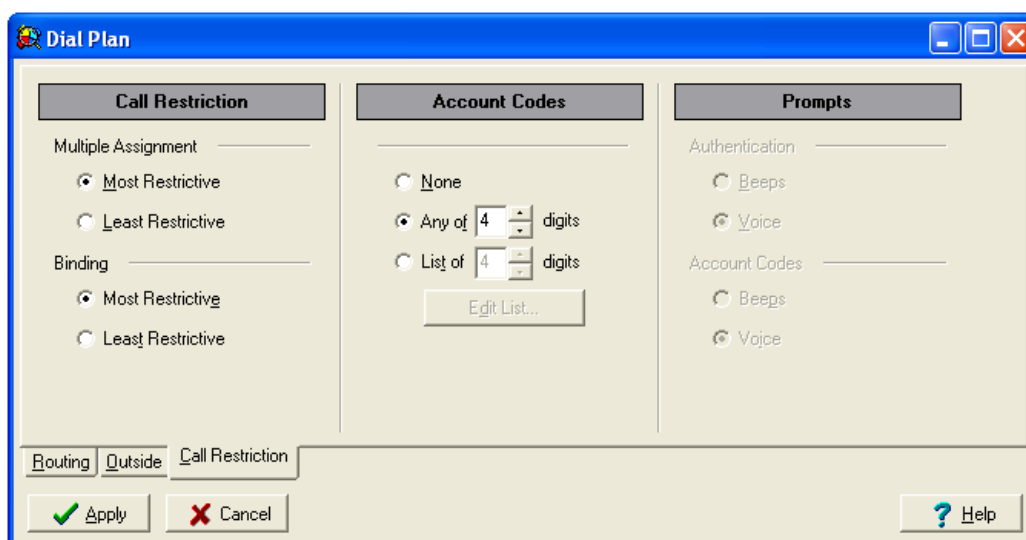 Dial Plan
Call Restriction
Multiple Assignment
Most Restrictive
Least Restrictive
Binding
Most Restrictive
Least Restrictive
Account Codes
None
Any of 4 digits
List of 4 digits
Edit List...
Prompts
Authentication
Beeps
Voice
Account Codes
Beeps
Voice
Routing Outside Call Restriction
Apply Cancel Help